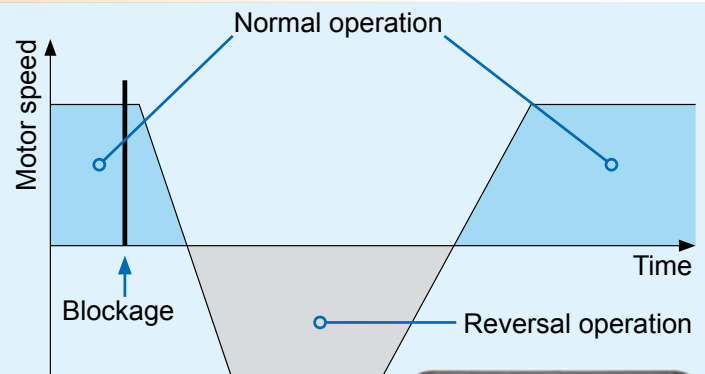 Normal operation
Motor speed
Time
Blockage
Reversal operation